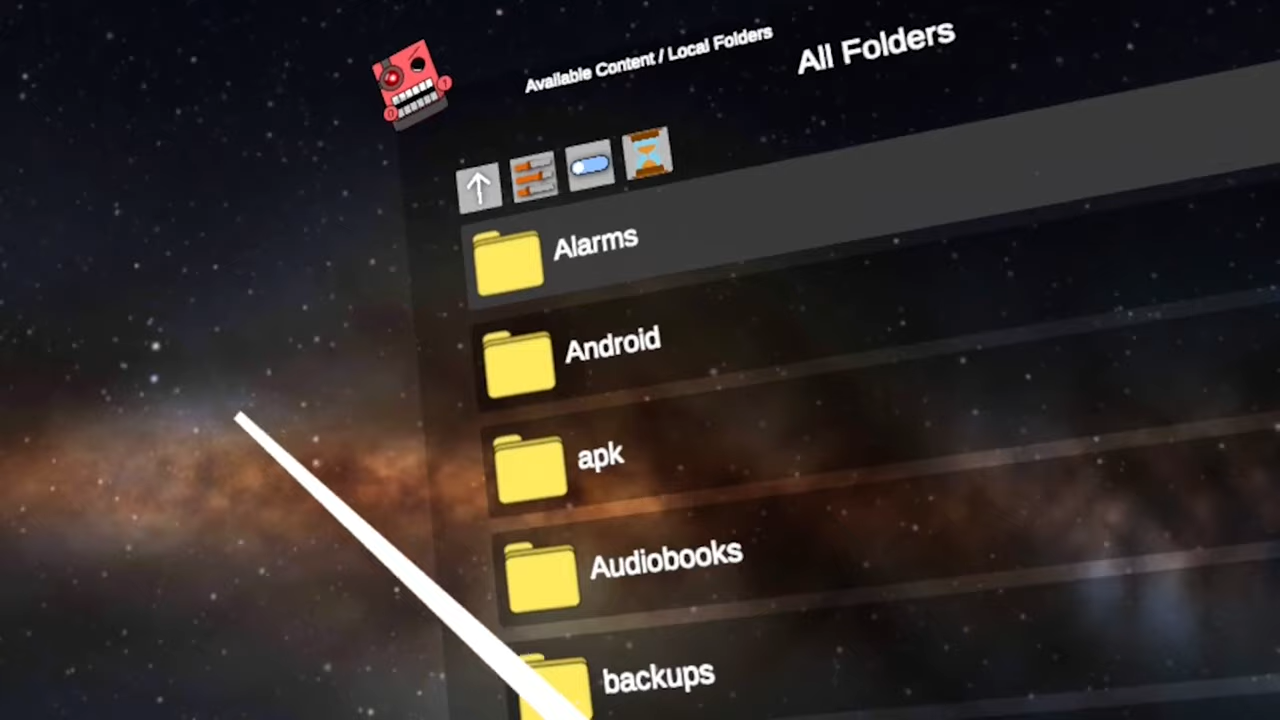 Available Content / Local Folders
All Folders
Alarms
Android
apk
Audiobooks
backups